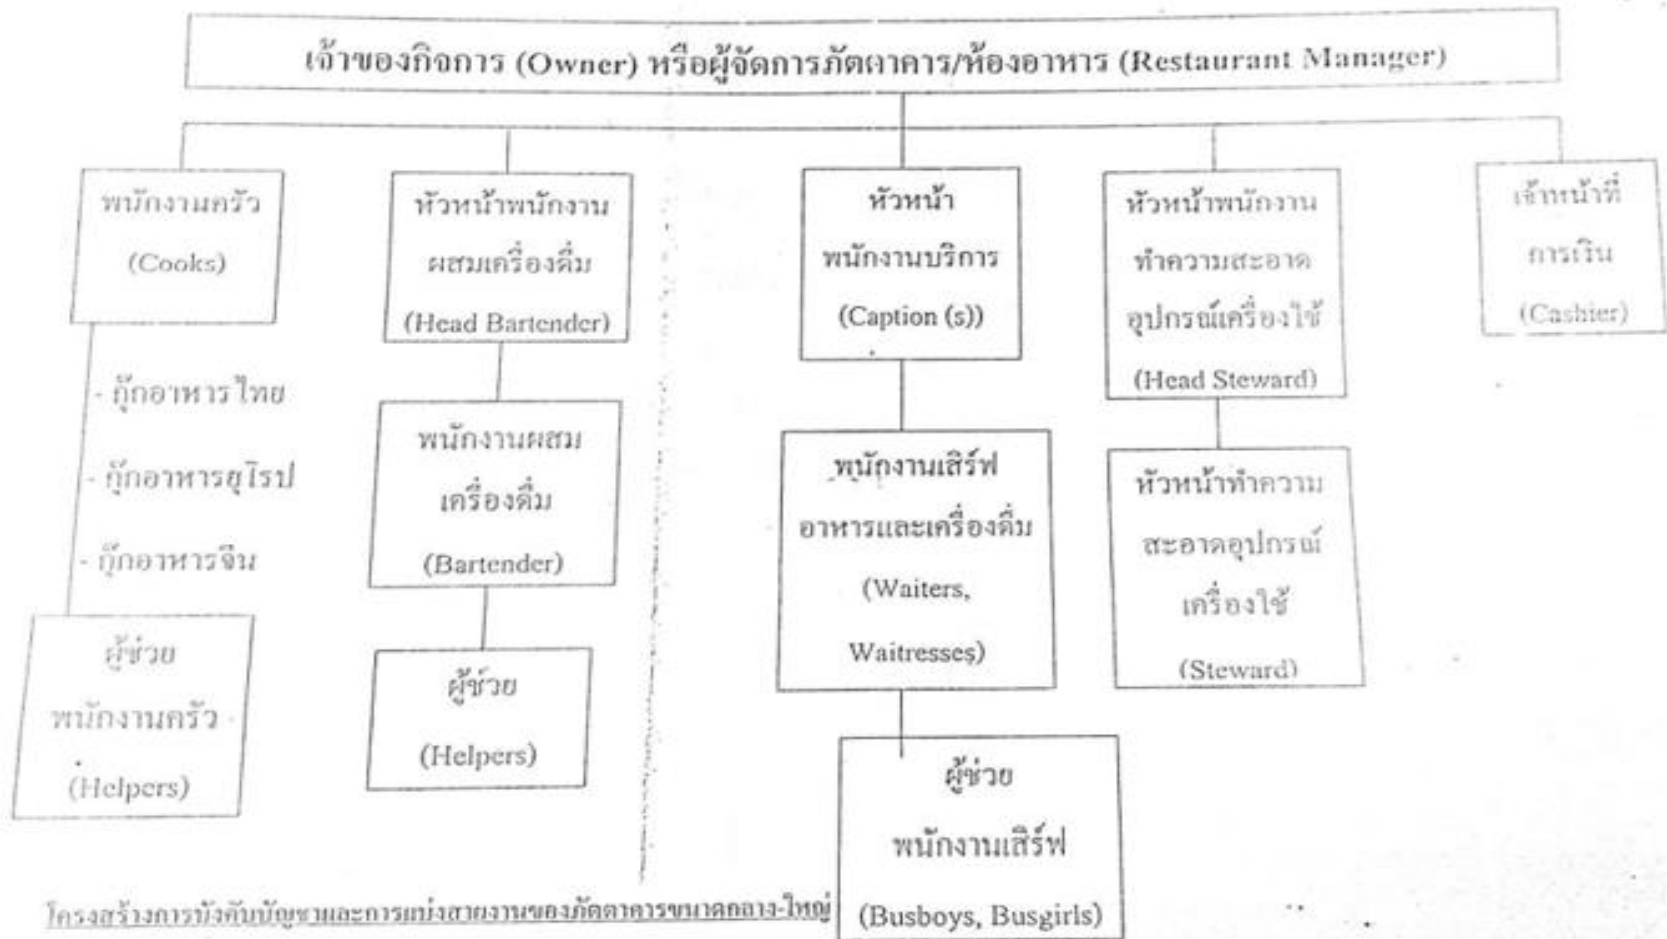 เจ้าของกิจการ (Owner) หรือผู้จัดการภัตตาคาร/ห้องอาหาร (Restaurant Manager)
พนักงานครัว
(Cooks)
- กุ๊กอาหารไทย
- กุ๊กอาหารยุโรป
- กุ๊กอาหารจีน
ผู้ช่วย
พนักงานครัว
(Helpers)
หัวหน้าพนักงาน
ผสมเครื่องดื่ม
(Head Bartender)
พนักงานผสม
เครื่องดื่ม
(Bartender)
ผู้ช่วย
(Helpers)
หัวหน้า
พนักงานบริการ
(Caption (s))
พนักงานเสิร์ฟ
อาหารและเครื่องดื่ม
(Waiters,
Waitresses)
ผู้ช่วย
พนักงานเสิร์ฟ
(Busboys, Busgirls)
หัวหน้าพนักงาน
ทำความสะอาด
อุปกรณ์เครื่องใช้
(Head Steward)
หัวหน้าทำความ
สะอาดอุปกรณ์
เครื่องใช้
(Steward)
เจ้าหน้าที่
การเงิน
(Cashier)
โครงสร้างการบังคับบัญชาและการแบ่งสายงานของภัตตาคารขนาดกลาง-ใหญ่